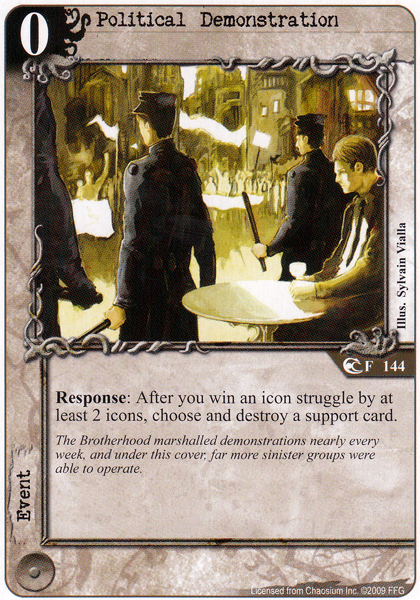 0
Political Demonstration
Illus. Sylvain Vialla
F 144
Response: After you win an icon struggle by at
least 2 icons, choose and destroy a support card.
The Brotherhood marshalled demonstrations nearly every
week, and under this cover, far more sinister groups were
able to operate.
Event
Licensed from Chaosium Inc. ©2009 FFG